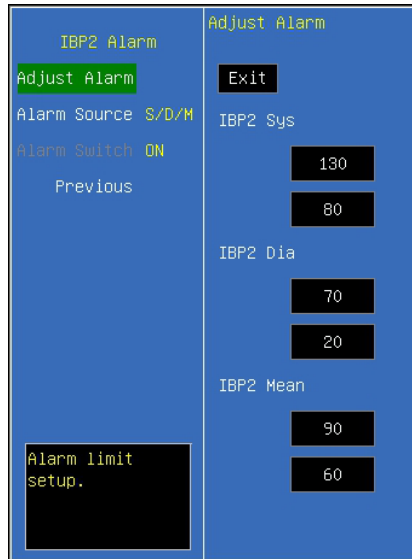 IBP2 Alarm
Adjust Alarm
Alarm Source S/D/M
Alarm Switch ON
Previous
Alarm limit
setup.
Adjust Alarm
Exit
IBP2 Sys
130
80
IBP2 Dia
70
20
IBP2 Mean
90
60